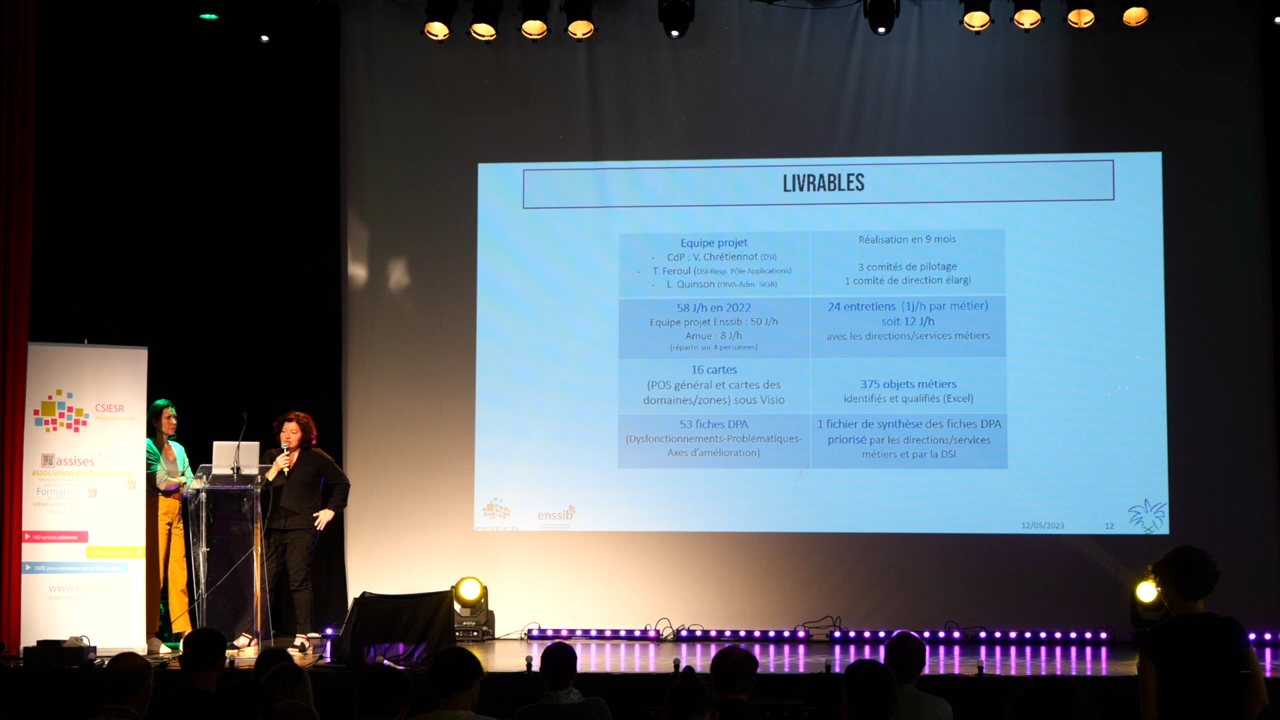 LIVRABLES
Equipe projet
- CdP : V. Chrétiennot (DSI)
- T. Feroul (DSI-Resp. Pôle Applications)
- L. Quinson (DIVA-Adm. SIGB)
Réalisation en 9 mois
3 comités de pilotage
1 comité de direction élargi
58 J/h en 2022
Equipe projet Enssib : 50 J/h
Amue : 8 J/h
(répartis sur 4 personnes)
24 entretiens (1j/h par métier)
soit 12 J/h
avec les directions/services métiers
16 cartes
(POS général et cartes des
domaines/zones) sous Visio
375 objets métiers
identifiés et qualifiés (Excel)
53 fiches DPA
(Dysfonctionnements-Problématiques-
Axes d'amélioration)
1 fichier de synthèse des fiches DPA
priorisé par les directions/services
métiers et par la DSI
CSIESR
enssib
12/05/2023
12
CSIESR
assises
Formation